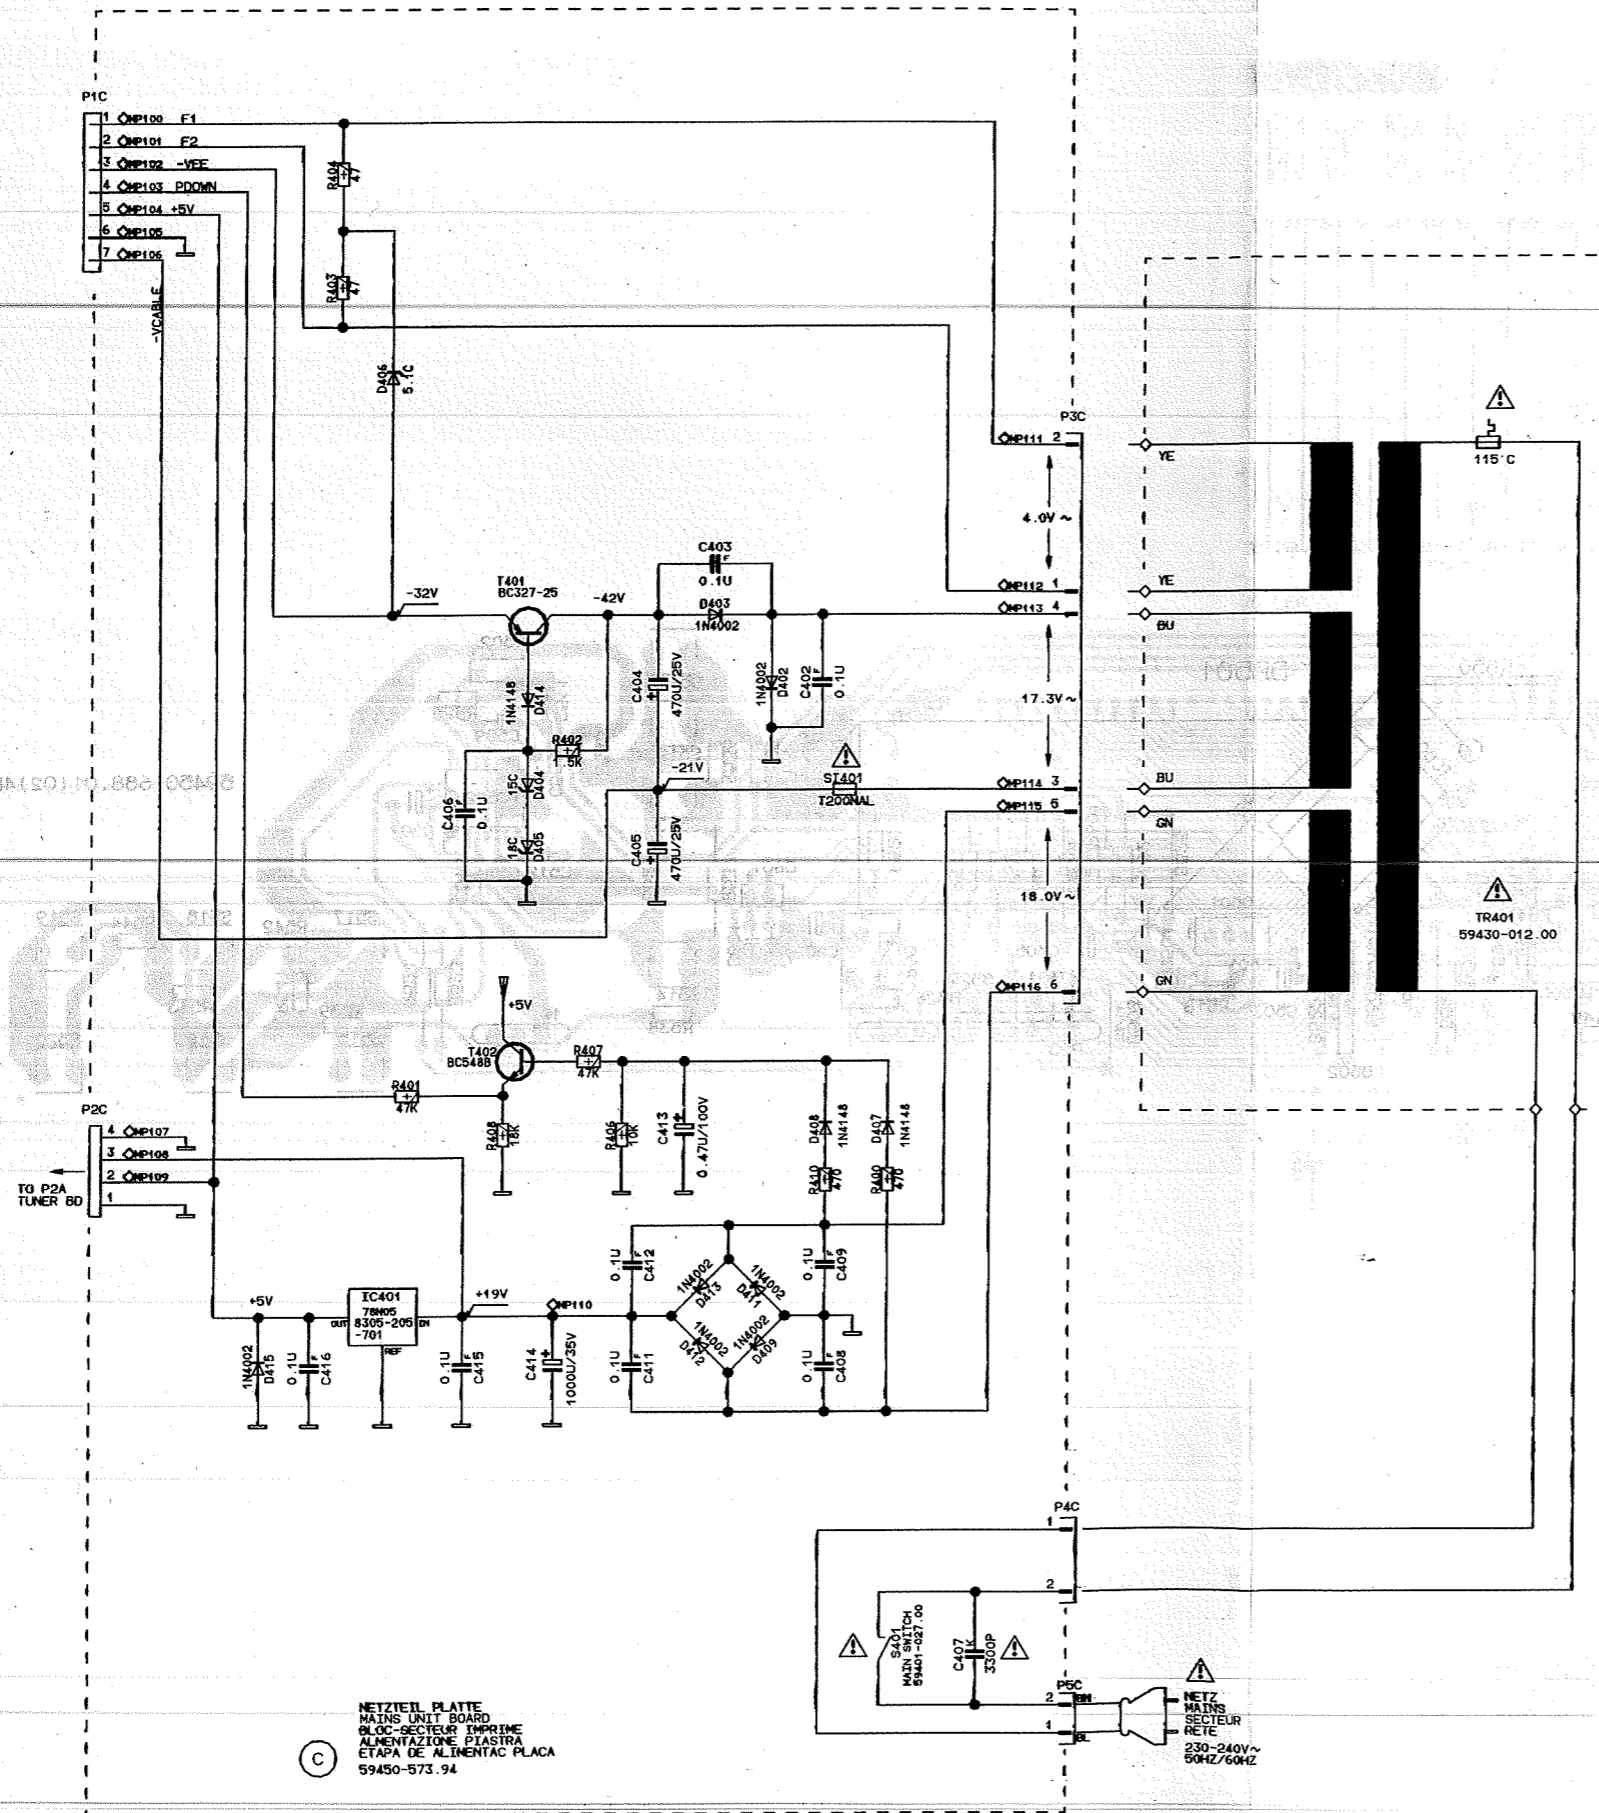 P1C
1 MP100 F1
2 MP101 F2
3 MP102 -VEE
4 MP103 PDOWN
5 MP104 +5V
6 MP105
7 MP106
-VCABLE
R404
47
R403
47
D406
5.1C
P3C
MP111 2
4.0V ~
MP112 1
MP113 4
17.3V~
MP114 3
MP115 6
18.0V~
MP116 6
YE
YE
BU
BU
GN
GN
115°C
TR401
59430-012.00
-32V
T401
BC327-25
-42V
C403
0.1U
D403
1N4002
C404
470U/25V
1N4002
D402
C402
0.1U
1N4148
D414
R402
1.5K
15C
D404
C406
0.1U
18C
D405
-21V
SI401
T200MAL
C405
470U/25V
+5V
T402
BC548B
R407
47K
R401
47K
R408
18K
R406
10K
C413
0.47U/100V
D408
1N4148
D407
1N4148
R410
470
470
P2C
4 MP107
3 MP108
2 MP109
1
TO P2A
TUNER BD
+5V
IC401
78M05
8305-205
-701
OUT
IN
REF
+19V
MP110
1N4002
D415
0.1U
C416
0.1U
C415
C414
1000U/35V
0.1U
C412
0.1U
C411
1N4002
D413
1N4002
D411
1N4002
D412
1N4002
D409
0.1U
C409
0.1U
C408
P4C
1
2
S401
MAIN SWITCH
59401-027.00
C407
3300P
P5C
2
BN
1
BL
NETZ
MAINS
SECTEUR
RETE
230-240V~
50HZ/60HZ
C
NETZTEIL PLATTE
MAINS UNIT BOARD
BLOC-SECTEUR IMPRIME
ALMENTAZIONE PIASTRA
ETAPA DE ALIMENTAC PLACA
59450-573.94